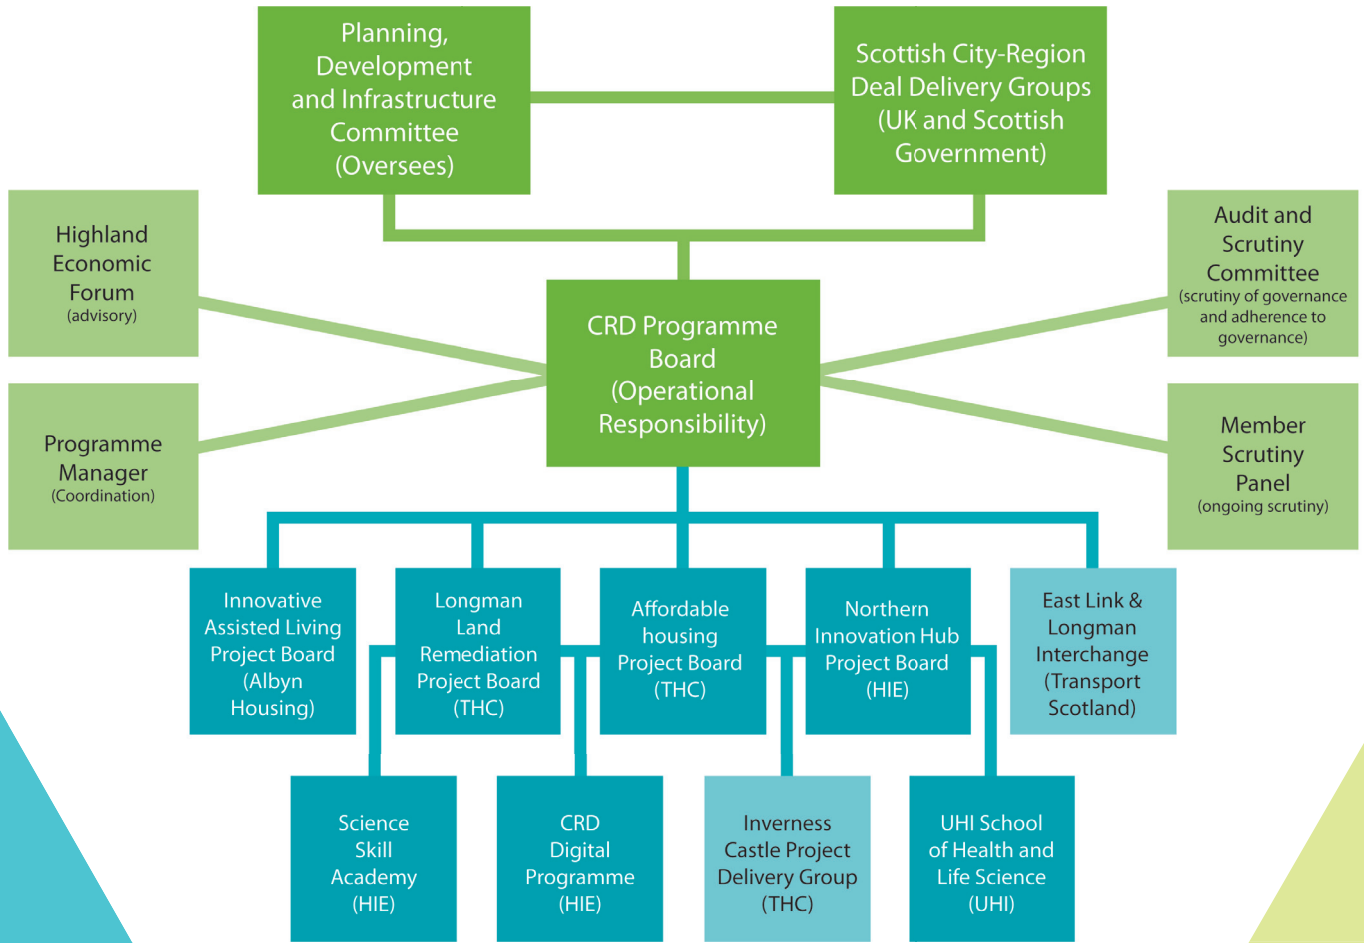 Planning,
Development
and Infrastructure
Committee
(Oversees)
Scottish City-Region
Deal Delivery Groups
(UK and Scottish
Government)
Highland
Economic
Forum
(advisory)
Audit and
Scrutiny
Committee
(scrutiny of governance
and adherence to
governance)
CRD Programme
Board
(Operational
Responsibility)
Programme
Manager
(Coordination)
Member
Scrutiny
Panel
(ongoing scrutiny)
Innovative
Assisted Living
Project Board
(Albyn
Housing)
Longman
Land
Remediation
Project Board
(THC)
Affordable
housing
Project Board
(THC)
Northern
Innovation Hub
Project Board
(HIE)
East Link &
Longman
Interchange
(Transport
Scotland)
Science
Skill
Academy
(HIE)
CRD
Digital
Programme
(HIE)
Inverness
Castle Project
Delivery Group
(THC)
UHI School
of Health and
Life Science
(UHI)